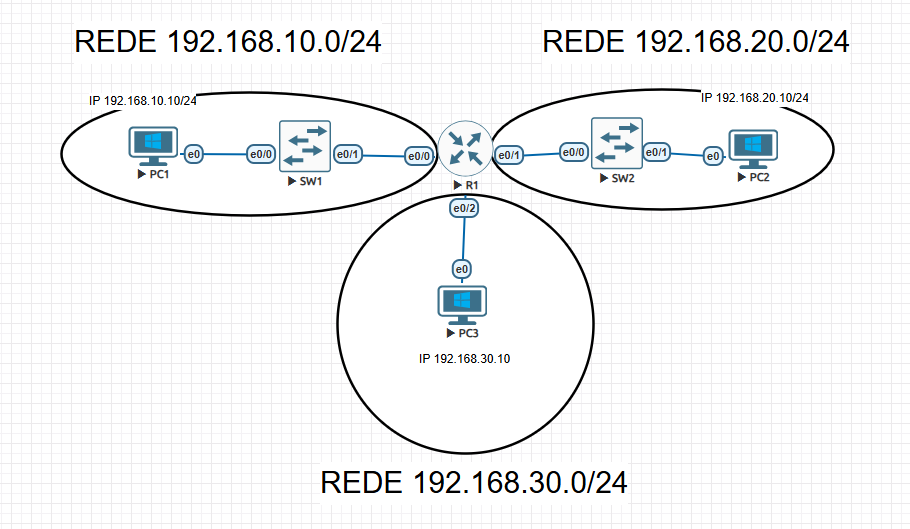 REDE 192.168.10.0/24
REDE 192.168.20.0/24
IP 192.168.10.10/24
IP 192.168.20.10/24
e0
e0/0
e0/1
e0/0
e0/1
e0/0
e0/1
e0
PC1
SW1
R1
SW2
PC2
e0/2
e0
PC3
IP 192.168.30.10
REDE 192.168.30.0/24